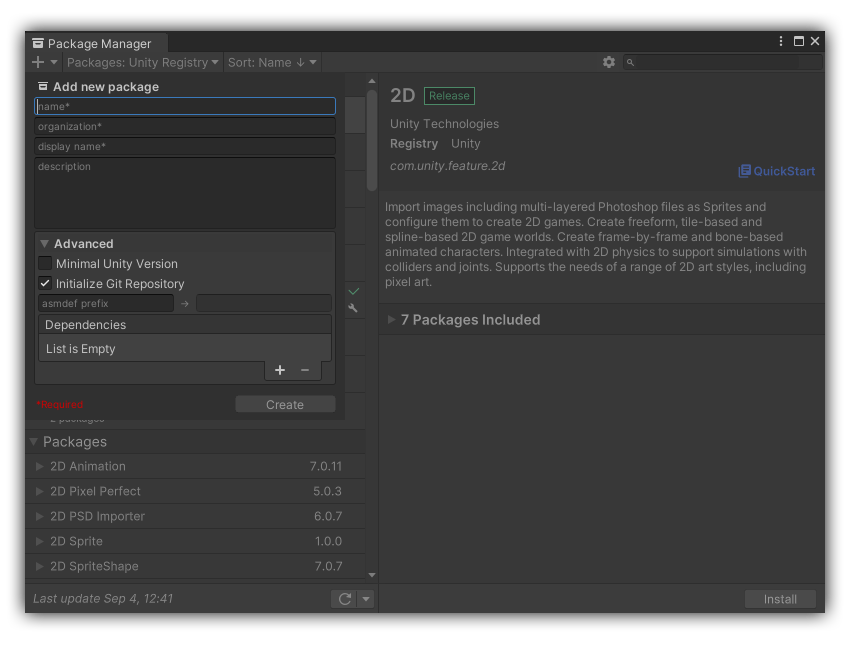 Package Manager
Packages: Unity Registry
Sort: Name ↓
Add new package
name*
organization*
display name*
description
Advanced
Minimal Unity Version
Initialize Git Repository
asmdef prefix →
Dependencies
List is Empty
+ −
*Required
Create
2 packages
Packages
2D Animation 7.0.11
2D Pixel Perfect 5.0.3
2D PSD Importer 6.0.7
2D Sprite 1.0.0
2D SpriteShape 7.0.7
Last update Sep 4, 12:41
2D Release
Unity Technologies
Registry Unity
com.unity.feature.2d
QuickStart
Import images including multi-layered Photoshop files as Sprites and
configure them to create 2D games. Create freeform, tile-based and
spline-based 2D game worlds. Create frame-by-frame and bone-based
animated characters. Integrated with 2D physics to support simulations with
colliders and joints. Supports the needs of a range of 2D art styles, including
pixel art.
7 Packages Included
Install